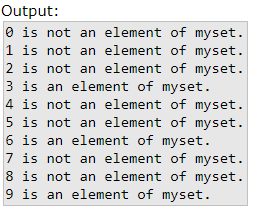 Output:
0 is not an element of myset.
1 is not an element of myset.
2 is not an element of myset.
3 is an element of myset.
4 is not an element of myset.
5 is not an element of myset.
6 is an element of myset.
7 is not an element of myset.
8 is not an element of myset.
9 is an element of myset.